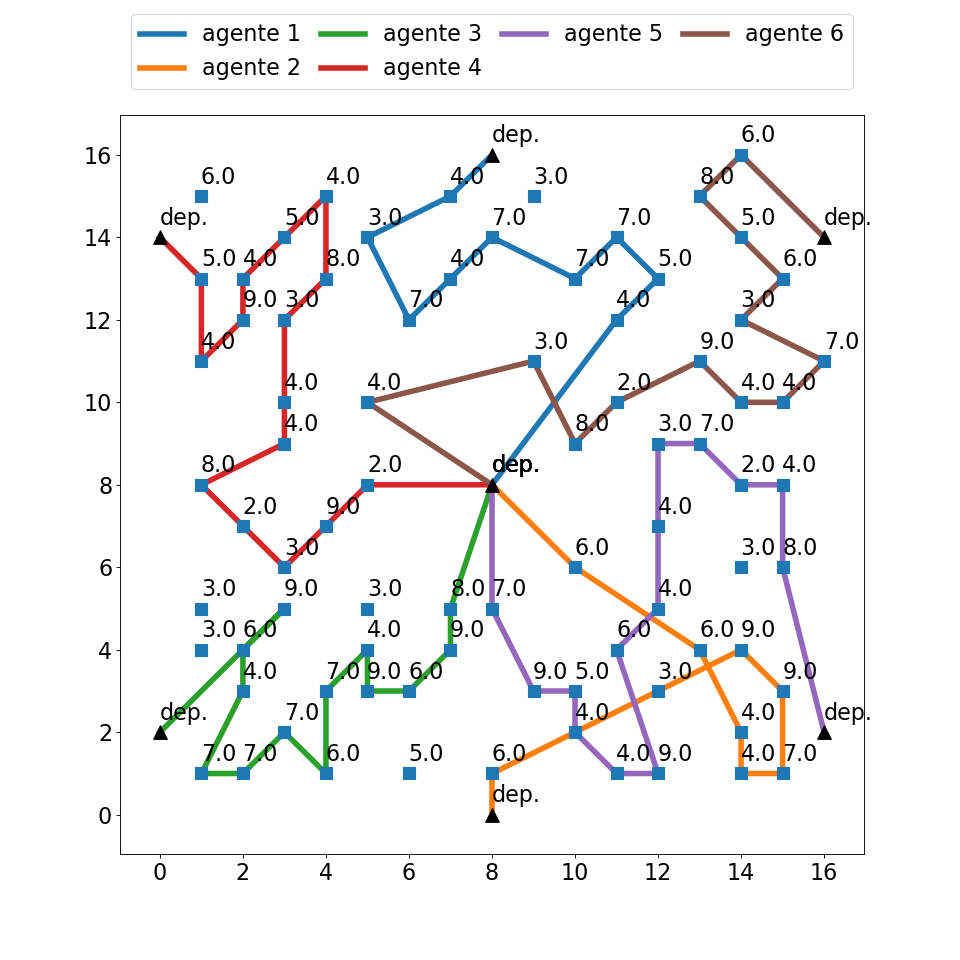 agente 1 agente 3 agente 5 agente 6
agente 2 agente 4
dep.
6.0
16
6.0 4.0 4.0 3.0 8.0
dep. 5.0 3.0 7.0 7.0 5.0 dep.
14
5.0 4.0 8.0 4.0 7.0 5.0 6.0
9.0 3.0 7.0 4.0 3.0
12
4.0 3.0 9.0 7.0
4.0 4.0 2.0 4.0 4.0
10
4.0 8.0 3.0 7.0
8.0 2.0 dep. 2.0 4.0
8
2.0 9.0 4.0
3.0 6.0 3.0 8.0
6
3.0 9.0 3.0 8.0 7.0 4.0
3.0 6.0 4.0 9.0 6.0 6.0 9.0
4
4.0 7.0 9.0 6.0 9.0 5.0 3.0 9.0
dep. 7.0 4.0 4.0 dep.
2
7.0 7.0 6.0 5.0 6.0 4.0 9.0 4.0 7.0
dep.
0
0 2 4 6 8 10 12 14 16